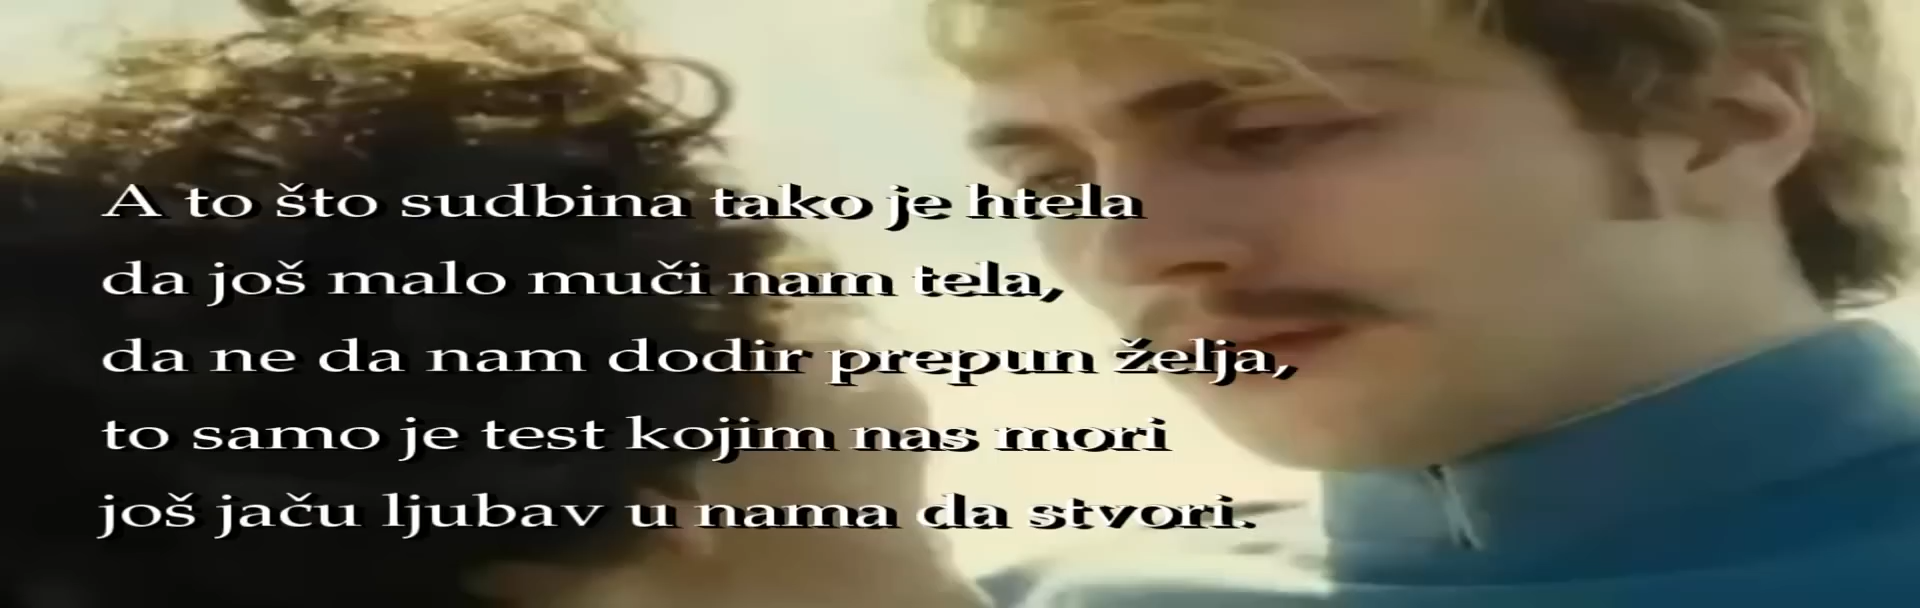 A to što sudbina tako je htela
da još malo muči nam tela,
da ne da nam dodir prepun želja,
to samo je test kojim nas mori
još jaču ljubav u nama da stvori.